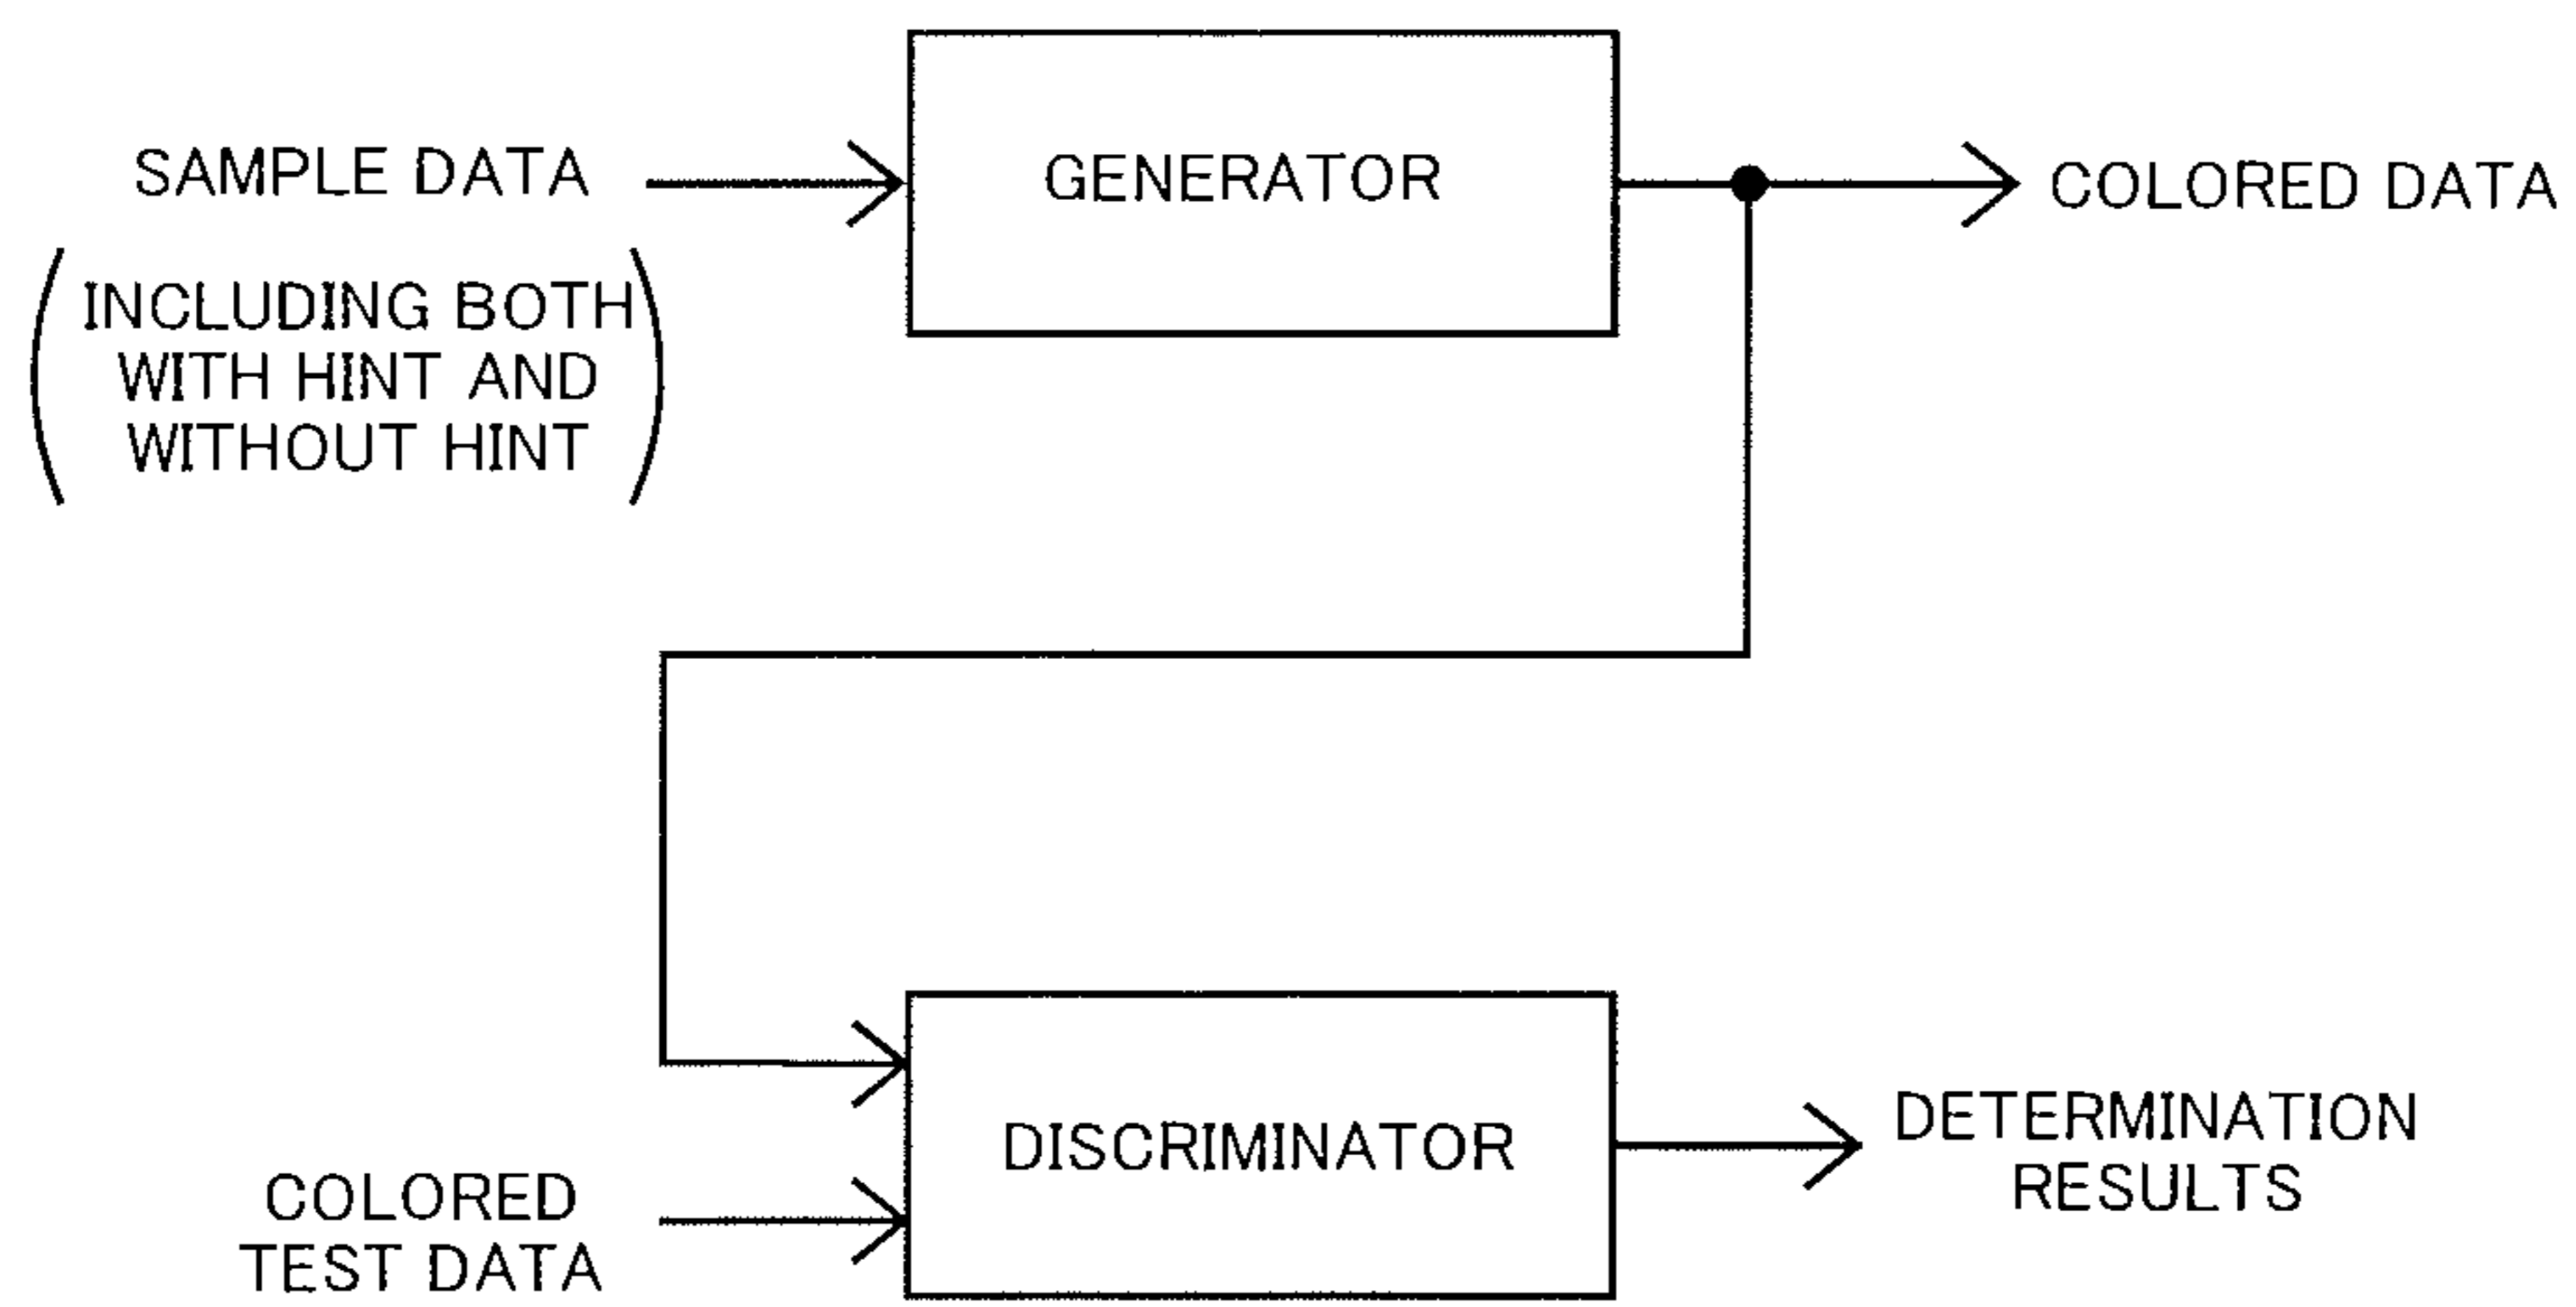 SAMPLE DATA
(INCLUDING BOTH
WITH HINT AND
WITHOUT HINT)
GENERATOR
COLORED DATA
COLORED
TEST DATA
DISCRIMINATOR
DETERMINATION
RESULTS